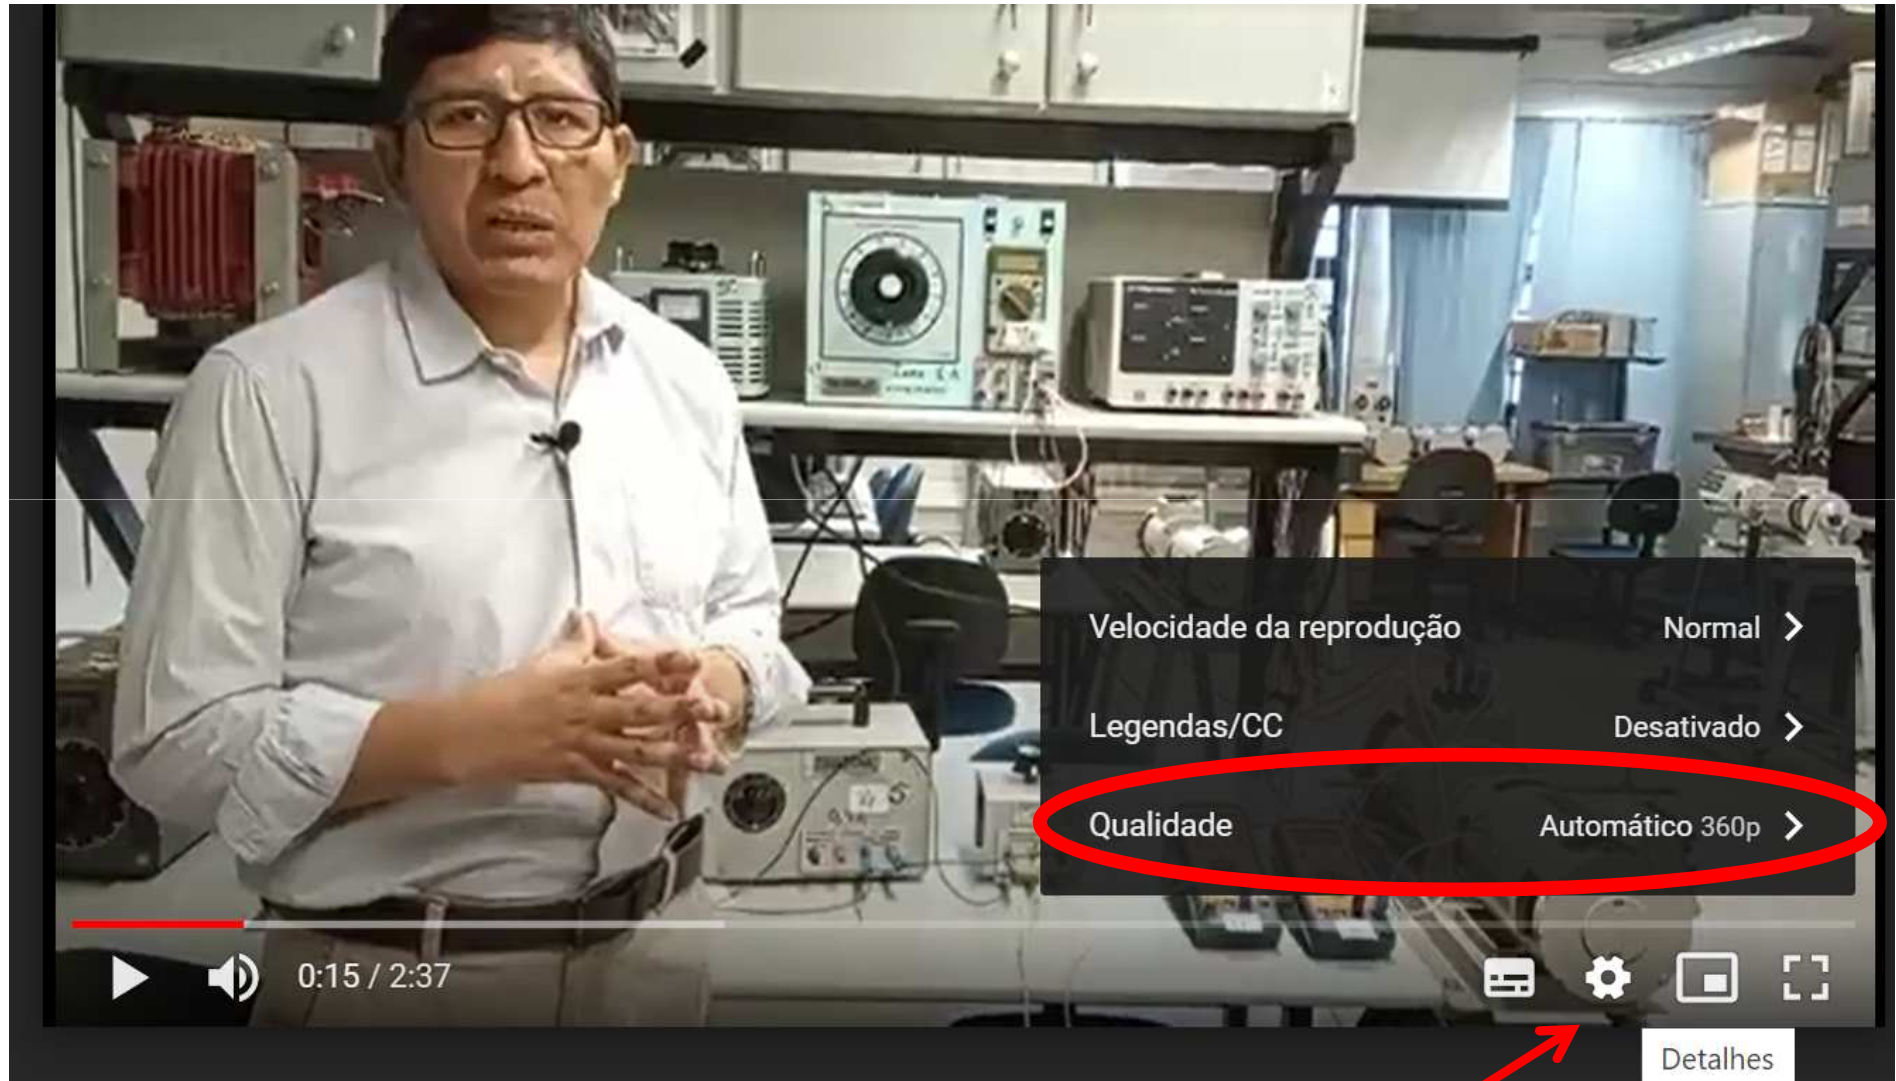 Velocidade da reprodução Normal
Legendas/CC Desativado
Qualidade Automático 360p
0:15 / 2:37
Detalhes